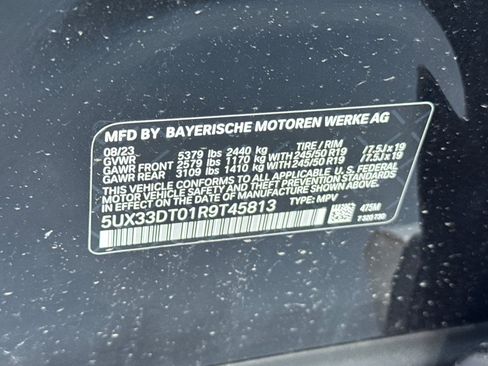 MFD BY BAYERISCHE MOTOREN WERKE AG
08/23 TIRE / RIM
GVWR 5379 lbs 2440 kg
GAWR FRONT 2579 lbs 1170 kg WITH 245/50 R19 /7.5J x 19
GAWR REAR 3109 lbs 1410 kg WITH 245/50 R19 /7.5J x 19
THIS VEHICLE CONFORMS TO ALL APPLICABLE U.S. FEDERAL
MOTOR VEHICLE SAFETY, BUMPER, AND THEFT PREVENTION
STANDARDS IN EFFECT ON THE DATE OF MANUFACTURE SHOWN ABOVE.
5UX33DT01R9T45813 TYPE: MPV
475M